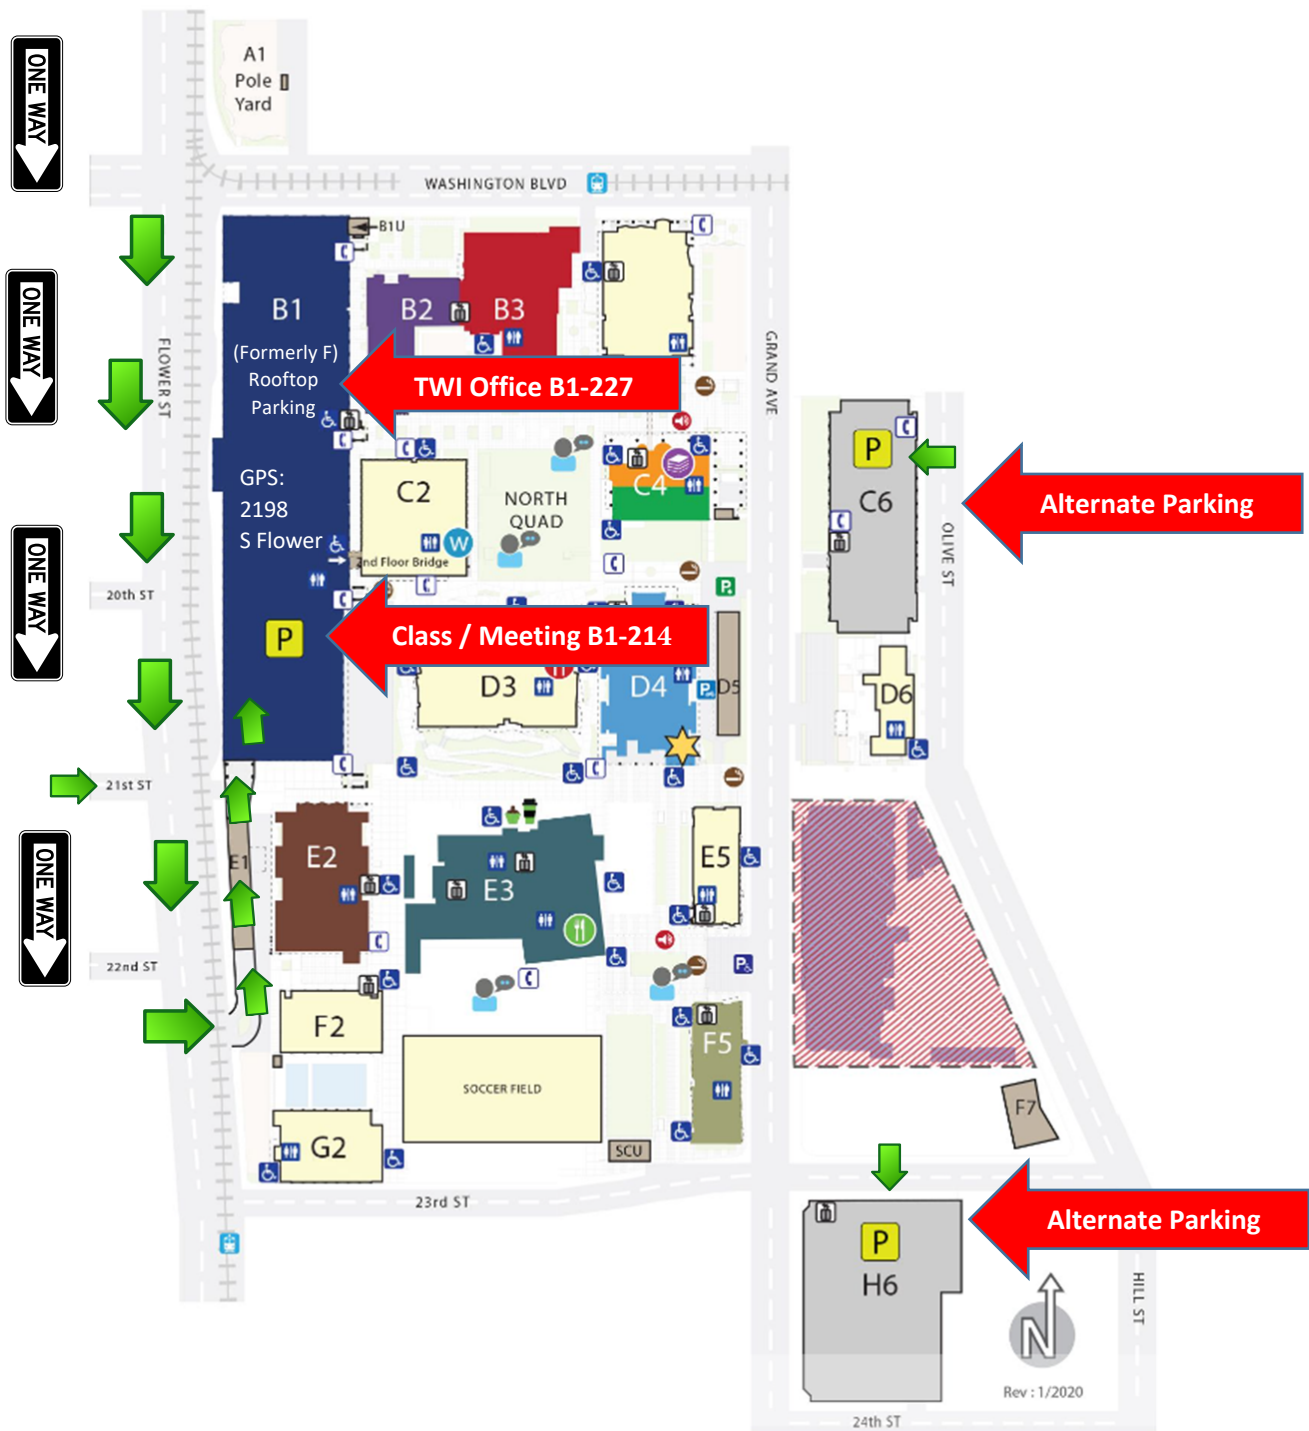 ONE WAY
A1
Pole
Yard
WASHINGTON BLVD
B1U
B1
B2
B3
ONE WAY
FLOWER ST
GRAND AVE
(Formerly F)
Rooftop
Parking
TWI Office B1-227
P
C6
Alternate Parking
OLIVE ST
GPS:
2198
S Flower
C2
NORTH
QUAD
C4
W
2nd Floor Bridge
ONE WAY
20th ST
P
P
Class / Meeting B1-214
D3
D4
P
D5
D6
21st ST
E1
E2
E3
E5
ONE WAY
22nd ST
P
F2
F5
SOCCER FIELD
F7
G2
SCU
23rd ST
Alternate Parking
P
H6
HILL ST
N
Rev : 1/2020
24th ST